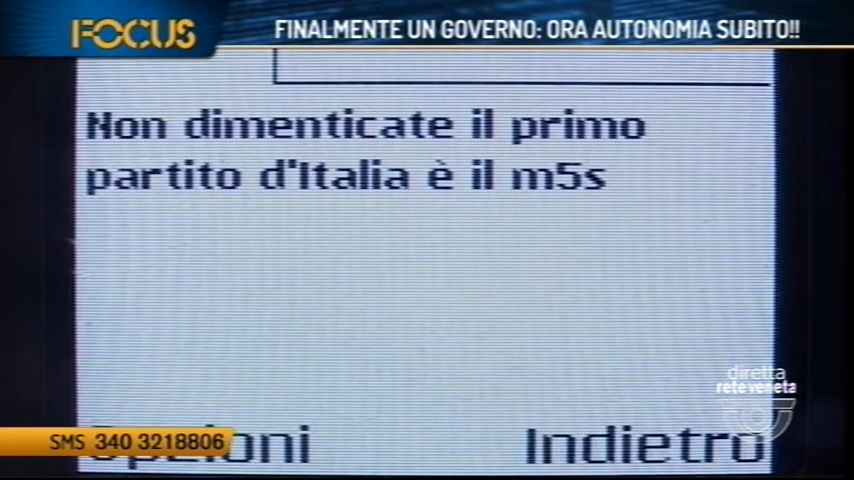 FOCUS
FINALMENTE UN GOVERNO: ORA AUTONOMIA SUBITO!!
Non dimenticate il primo
partito d'Italia è il m5s
diretta
reteveneta
SMS 340 3218806
Opzioni
Indietro